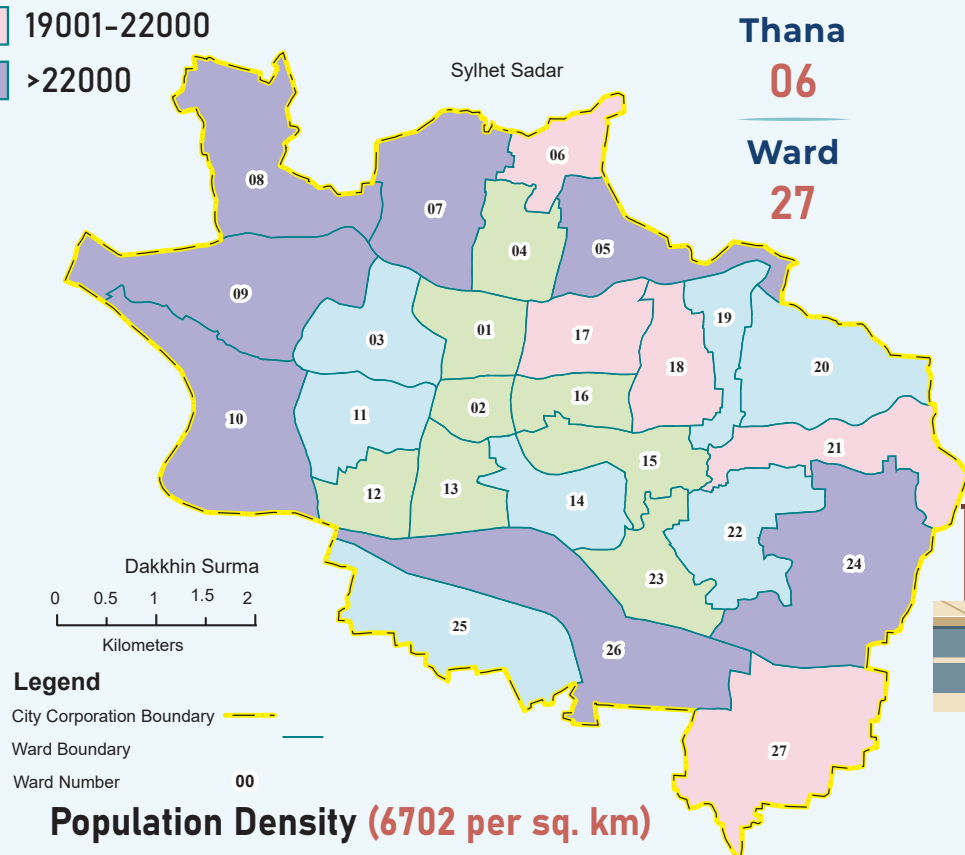 19001-22000
>22000
Sylhet Sadar
Thana
06
Ward
27
06
08
07
04
05
09
19
01
17
03
18
20
16
02
11
10
21
15
12
13
14
22
24
23
Dakkhin Surma
0 0.5 1 1.5 2
Kilometers
25
26
Legend
City Corporation Boundary
Ward Boundary
Ward Number 00
27
Population Density (6702 per sq. km)